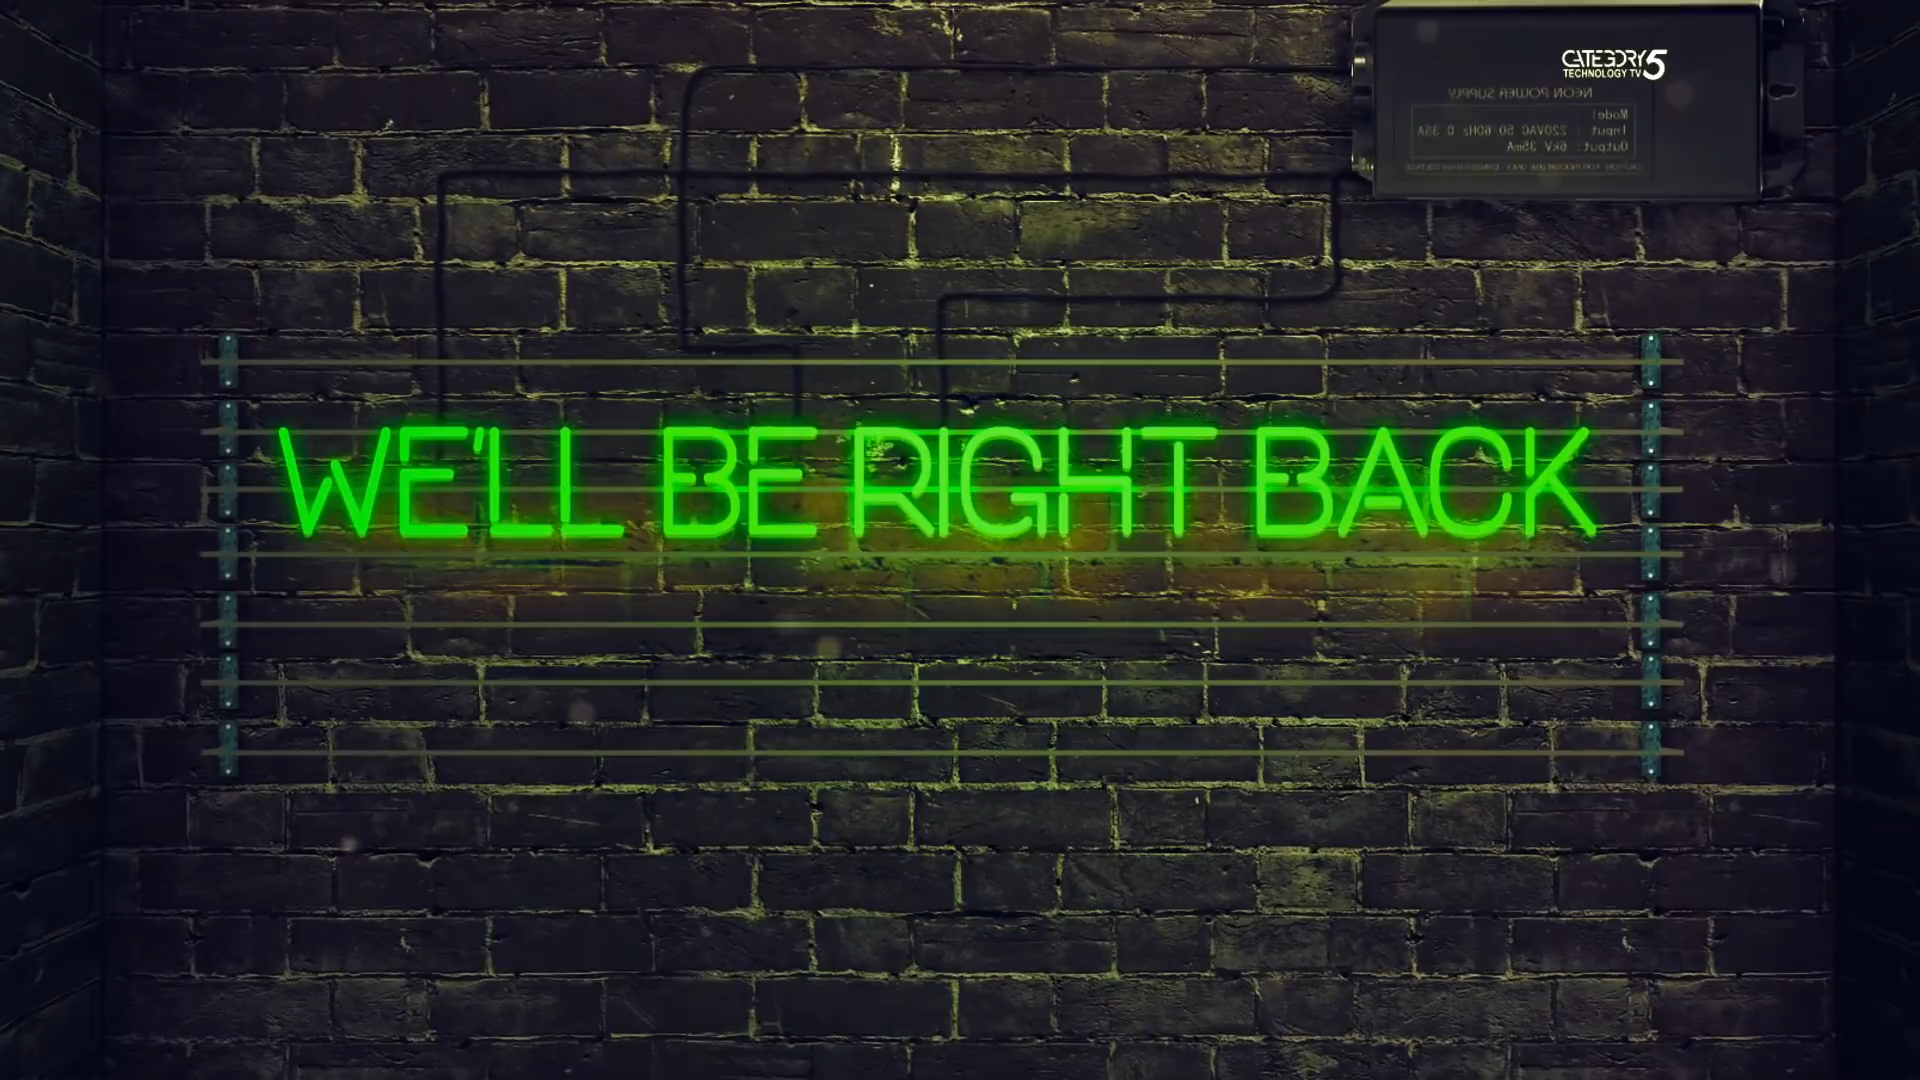 CATEGORY5
TECHNOLOGY TV
NEON POWER SUPPLY
Model
Input : 220VAC 50 60Hz 0.35A
Output: 6kV 35mA
WE'LL BE RIGHT BACK